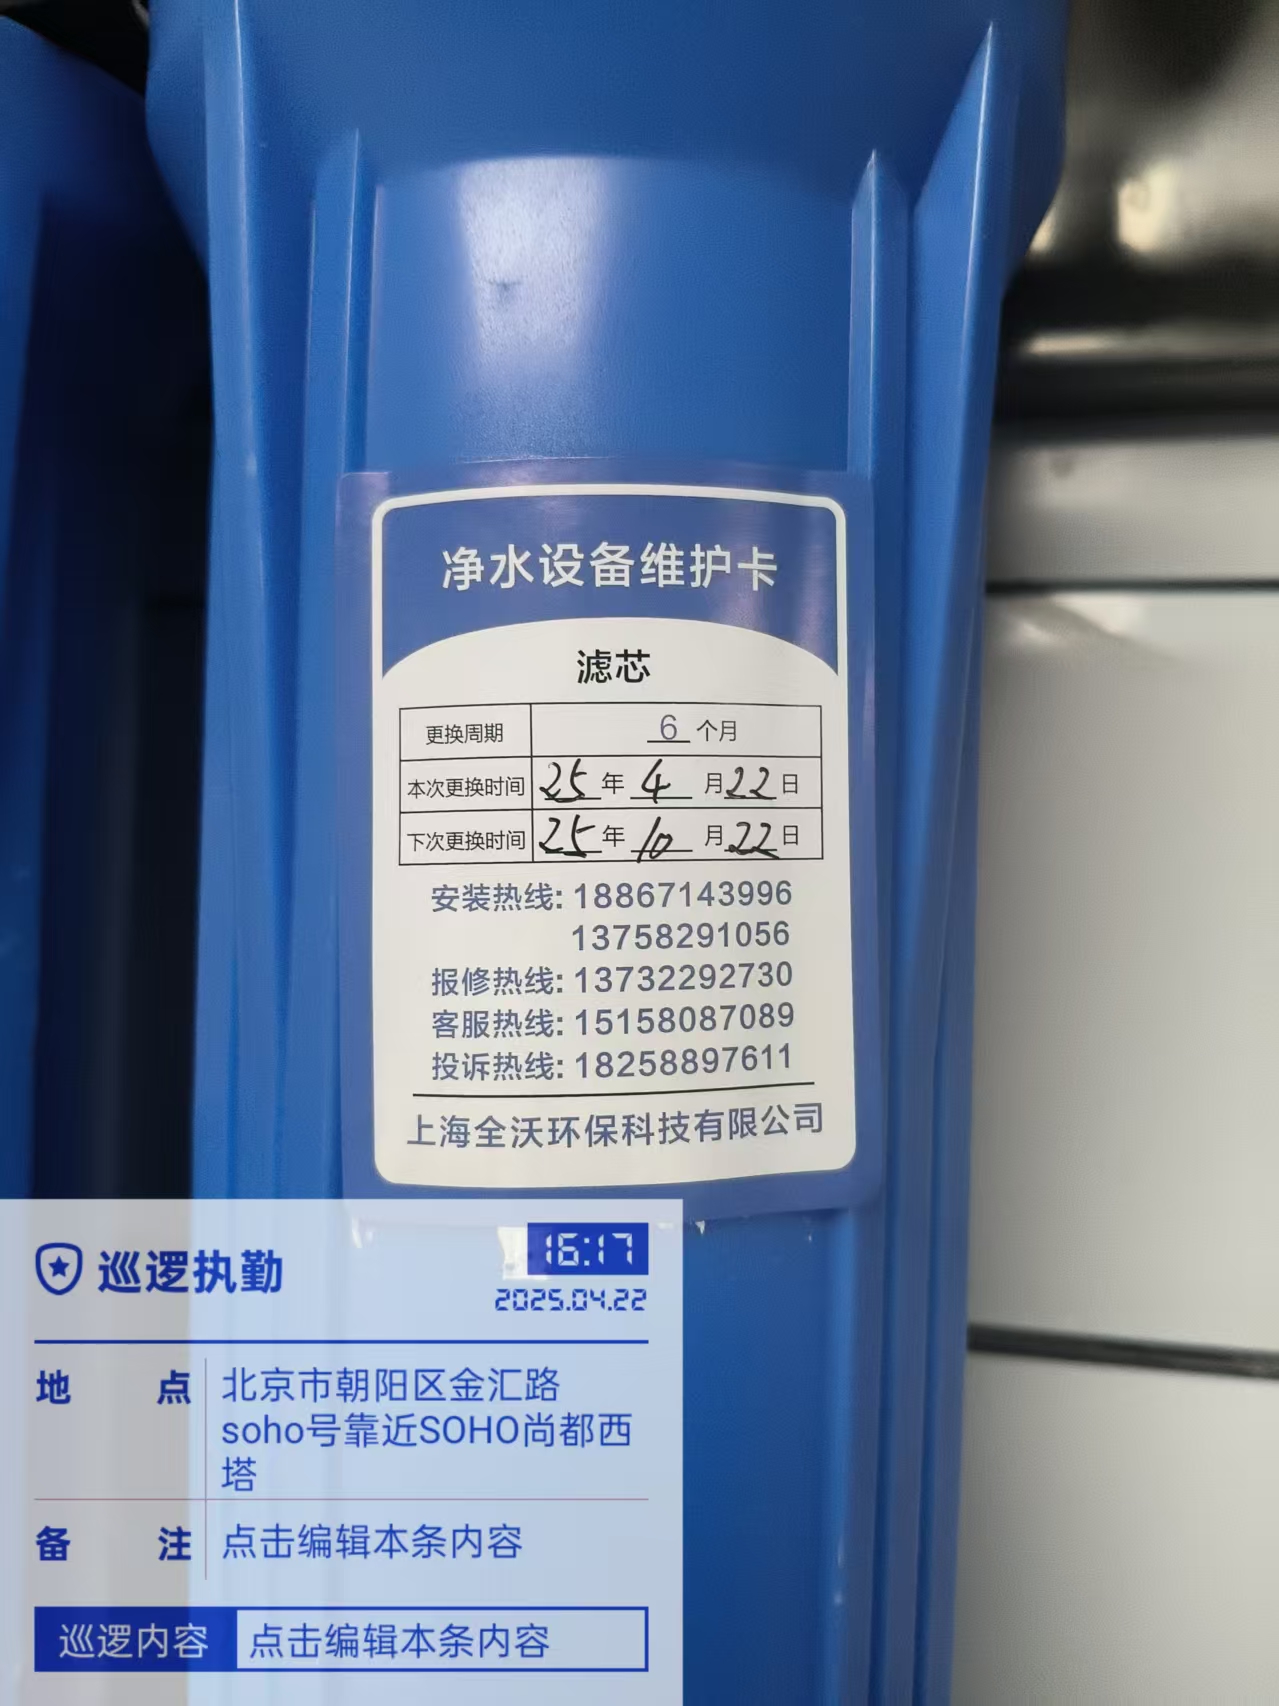 净水设备维护卡
滤芯
更换周期 6 个月
本次更换时间 25 年 4 月 22 日
下次更换时间 25 年 10 月 22 日
安装热线: 18867143996
13758291056
报修热线: 13732292730
客服热线: 15158087089
投诉热线: 18258897611
上海全沃环保科技有限公司
巡逻执勤
16:17
2025.04.22
地点 北京市朝阳区金汇路
soho号靠近SOHO尚都西
塔
备注 点击编辑本条内容
巡逻内容 点击编辑本条内容